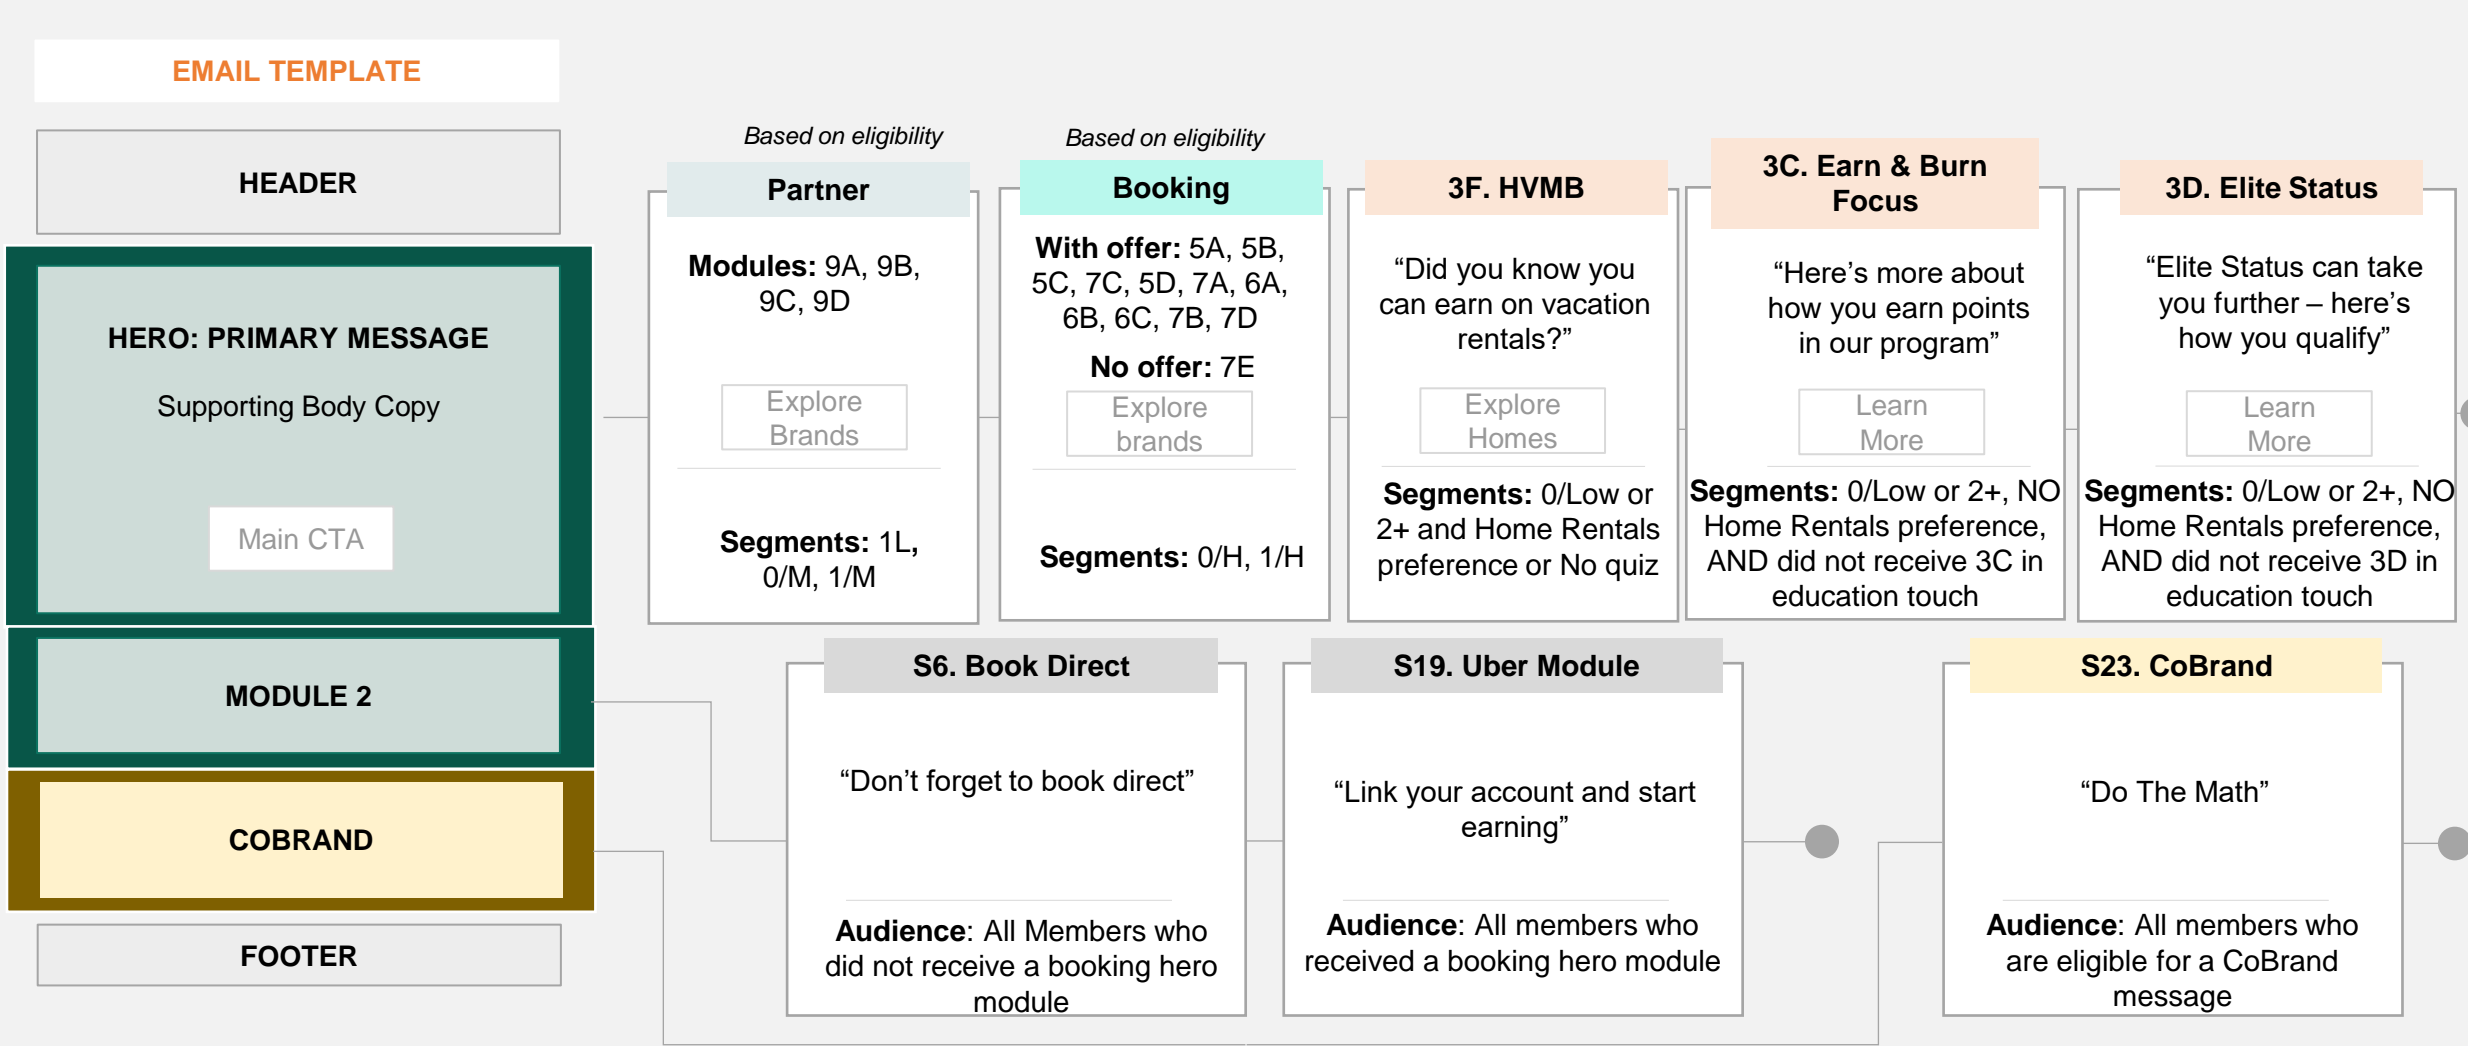 EMAIL TEMPLATE
HEADER
HERO: PRIMARY MESSAGE
Supporting Body Copy
Main CTA
MODULE 2
COBRAND
FOOTER
Based on eligibility
Partner
Modules: 9A, 9B,
9C, 9D
Explore
Brands
Segments: 1L,
0/M, 1/M
Based on eligibility
Booking
With offer: 5A, 5B,
5C, 7C, 5D, 7A, 6A,
6B, 6C, 7B, 7D
No offer: 7E
Explore
brands
Segments: 0/H, 1/H
3F. HVMB
“Did you know you
can earn on vacation
rentals?”
Explore
Homes
Segments: 0/Low or
2+ and Home Rentals
preference or No quiz
3C. Earn & Burn
Focus
“Here’s more about
how you earn points
in our program”
Learn
More
Segments: 0/Low or 2+, NO
Home Rentals preference,
AND did not receive 3C in
education touch
3D. Elite Status
“Elite Status can take
you further – here’s
how you qualify”
Learn
More
Segments: 0/Low or 2+, NO
Home Rentals preference,
AND did not receive 3D in
education touch
S6. Book Direct
“Don’t forget to book direct”
Audience: All Members who
did not receive a booking hero
module
S19. Uber Module
“Link your account and start
earning”
Audience: All members who
received a booking hero module
S23. CoBrand
“Do The Math”
Audience: All members who
are eligible for a CoBrand
message